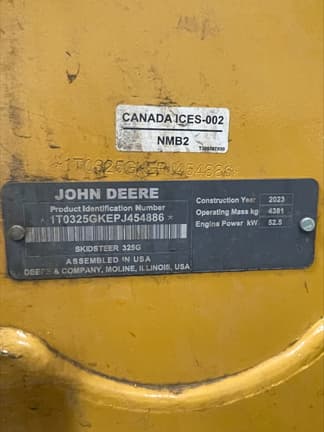 CANADA ICES-002
NMB2
*1T0325GKEPJ454886*
JOHN DEERE
Product Identification Number
* 1T0325GKEPJ454886 *
SKIDSTEER 325G
ASSEMBLED IN USA
DEERE & COMPANY, MOLINE, ILLINOIS, USA
Construction Year 2023
Operating Mass kg 4381
Engine Power kW 52.5